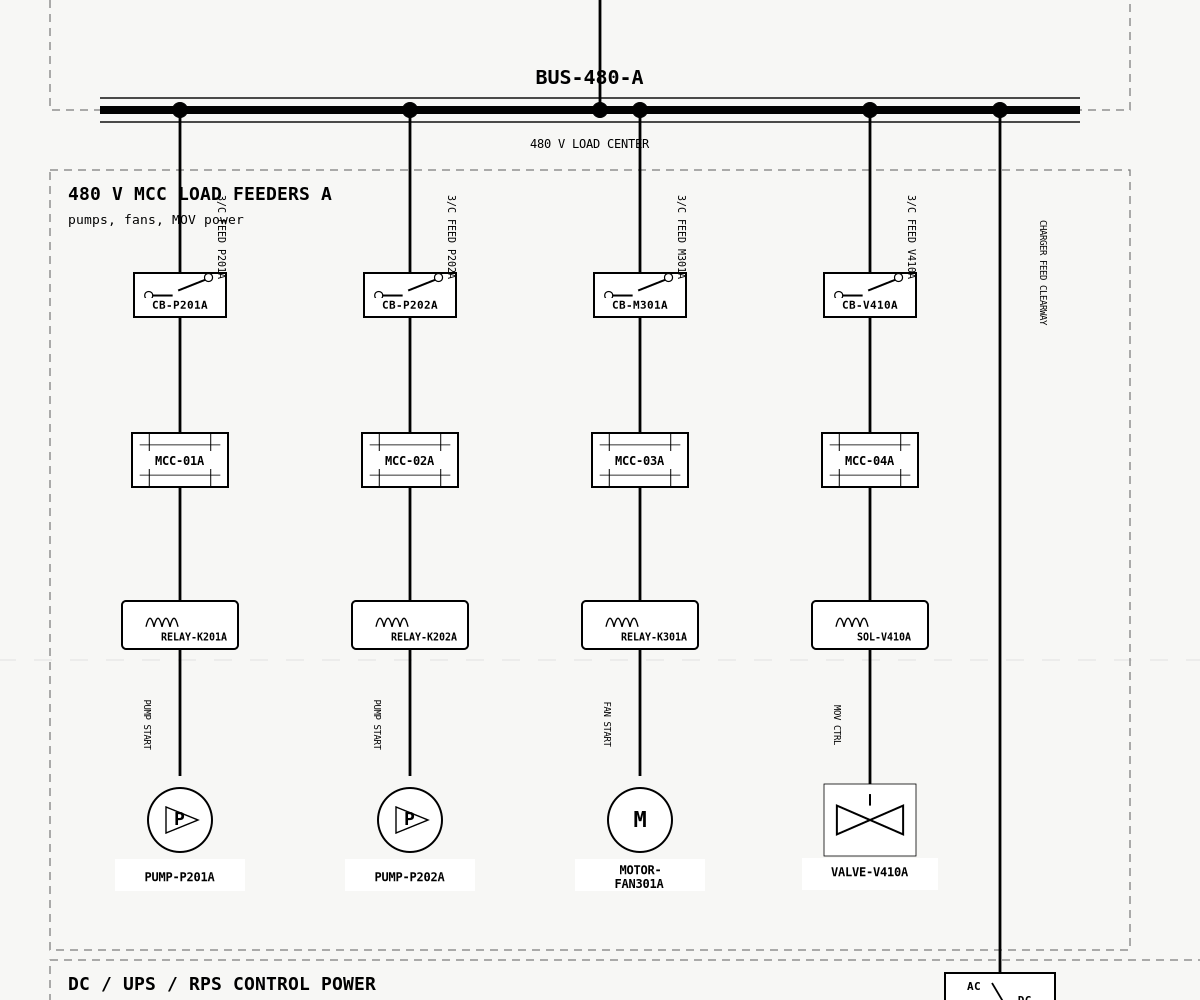 BUS-480-A
480 V LOAD CENTER
480 V MCC LOAD FEEDERS A
pumps, fans, MOV power
3/C FEED P201A
3/C FEED P202A
3/C FEED M301A
3/C FEED V410A
CHARGER FEED CLEARWAY
CB-P201A
CB-P202A
CB-M301A
CB-V410A
MCC-01A
MCC-02A
MCC-03A
MCC-04A
RELAY-K201A
RELAY-K202A
RELAY-K301A
SOL-V410A
PUMP START
PUMP START
FAN START
MOV CTRL
P
P
M
PUMP-P201A
PUMP-P202A
MOTOR-
FAN301A
VALVE-V410A
DC / UPS / RPS CONTROL POWER
AC
DC